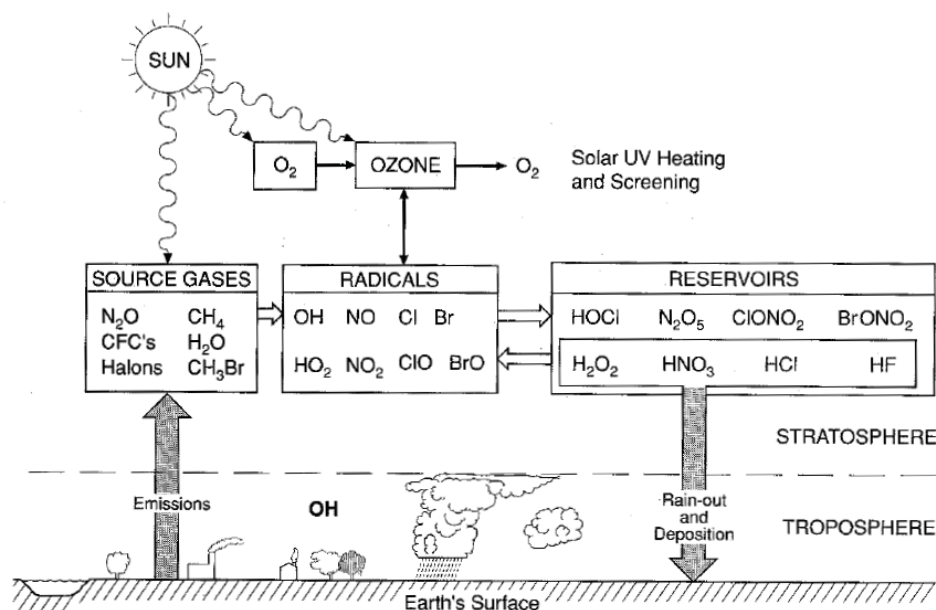 SUN
O₂
OZONE
O₂
Solar UV Heating
and Screening
SOURCE GASES
N₂O CH₄
CFC's H₂O
Halons CH₃Br
RADICALS
OH NO Cl Br
HO₂ NO₂ ClO BrO
RESERVOIRS
HOCl N₂O₅ ClONO₂ BrONO₂
H₂O₂ HNO₃ HCl HF
STRATOSPHERE
Emissions
OH
Rain-out
and
Deposition
TROPOSPHERE
Earth's Surface